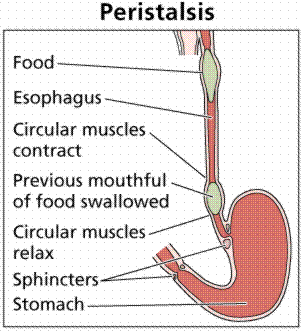 Peristalsis
Food
Esophagus
Circular muscles
contract
Previous mouthful
of food swallowed
Circular muscles
relax
Sphincters
Stomach